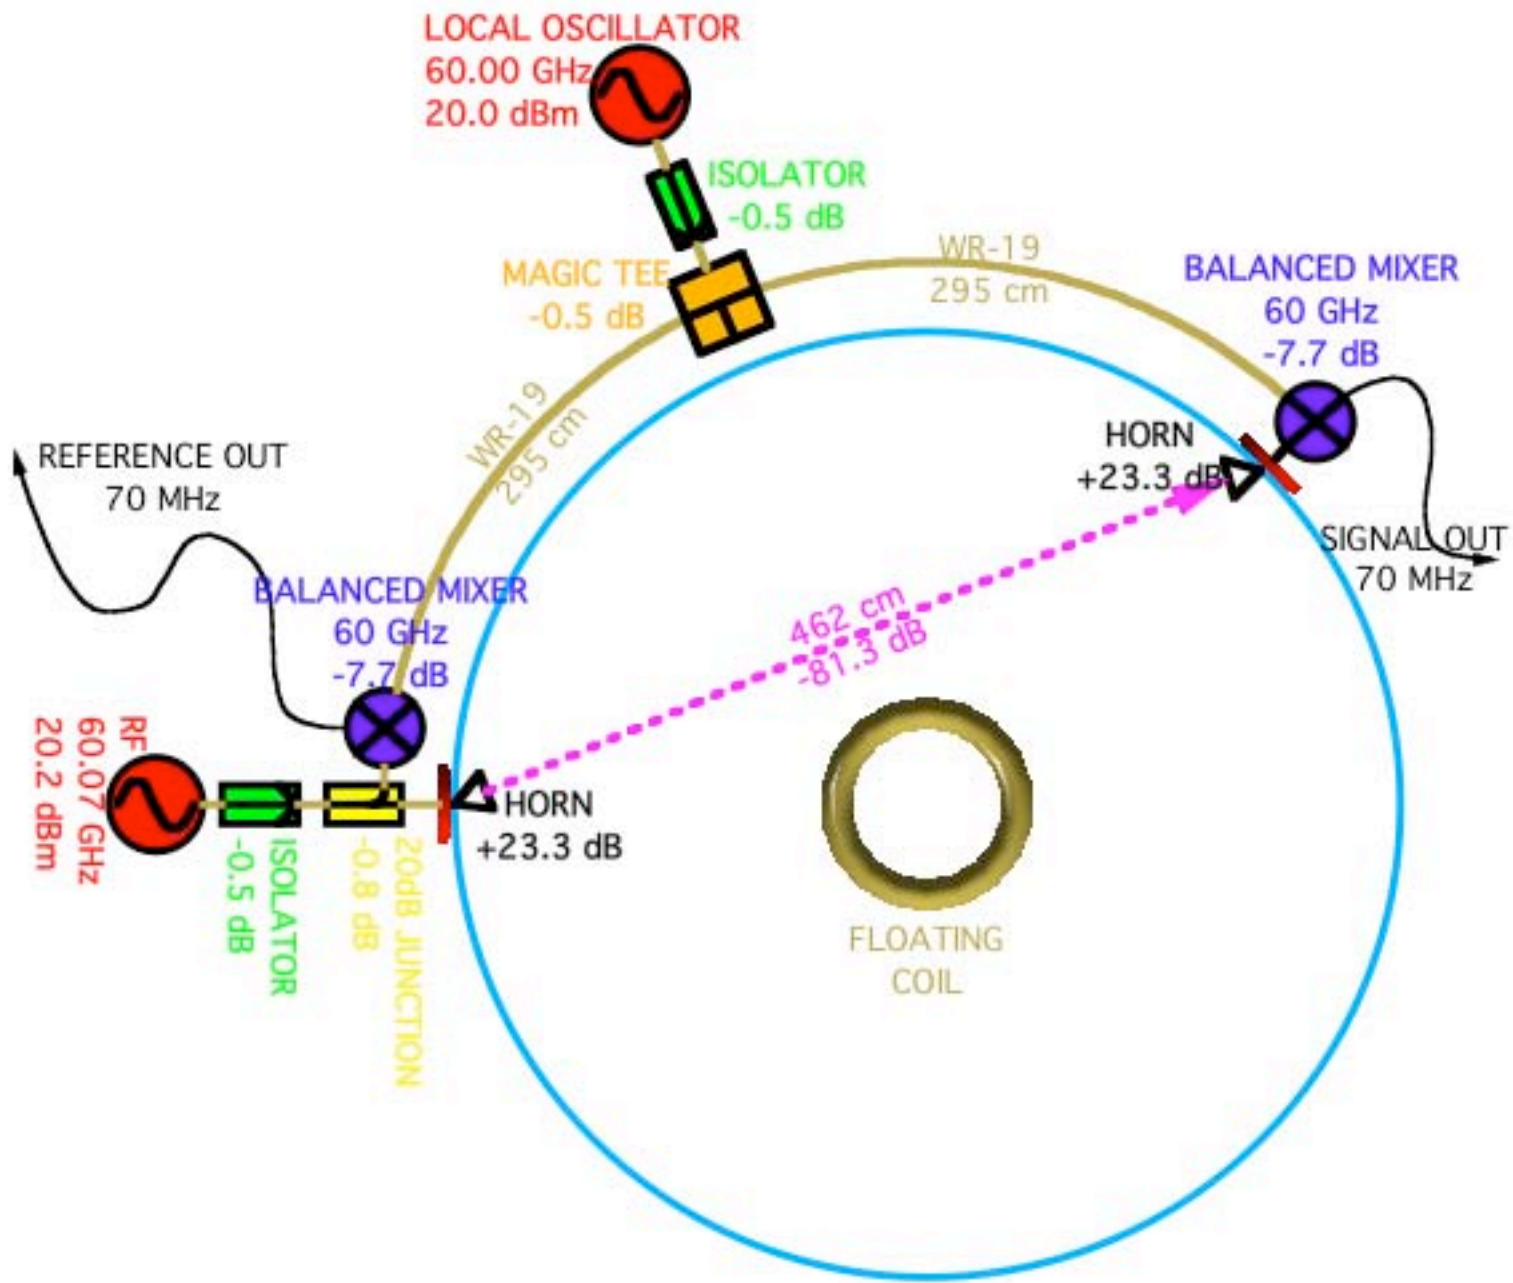 LOCAL OSCILLATOR
60.00 GHz
20.0 dBm
ISOLATOR
-0.5 dB
MAGIC TEE
-0.5 dB
WR-19
295 cm
BALANCED MIXER
60 GHz
-7.7 dB
WR-19
295 cm
HORN
+23.3 dB
REFERENCE OUT
70 MHz
SIGNAL OUT
70 MHz
BALANCED MIXER
60 GHz
-7.7 dB
462 cm
-81.3 dB
RF
60.07 GHz
20.2 dBm
HORN
+23.3 dB
ISOLATOR
-0.5 dB
20dB JUNCTION
-0.8 dB
FLOATING
COIL